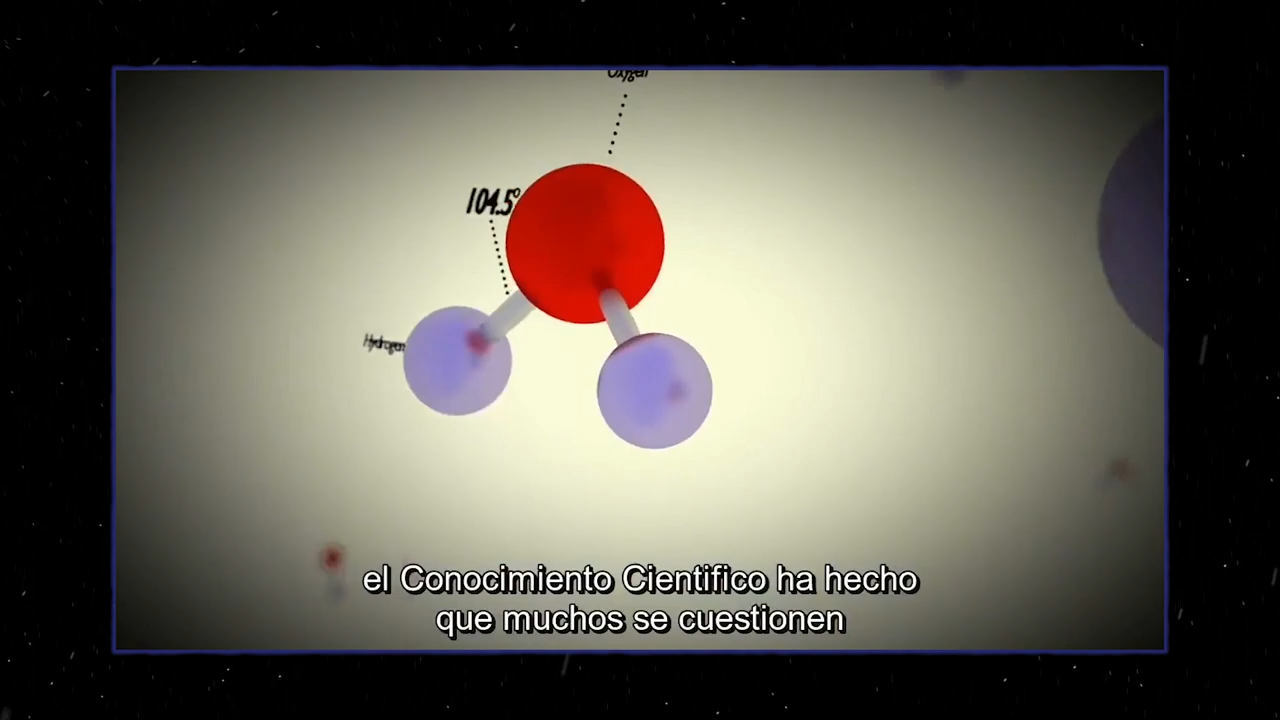 Oxygen
104.5°
Hydrogen
el Conocimiento Cientifico ha hecho
que muchos se cuestionen